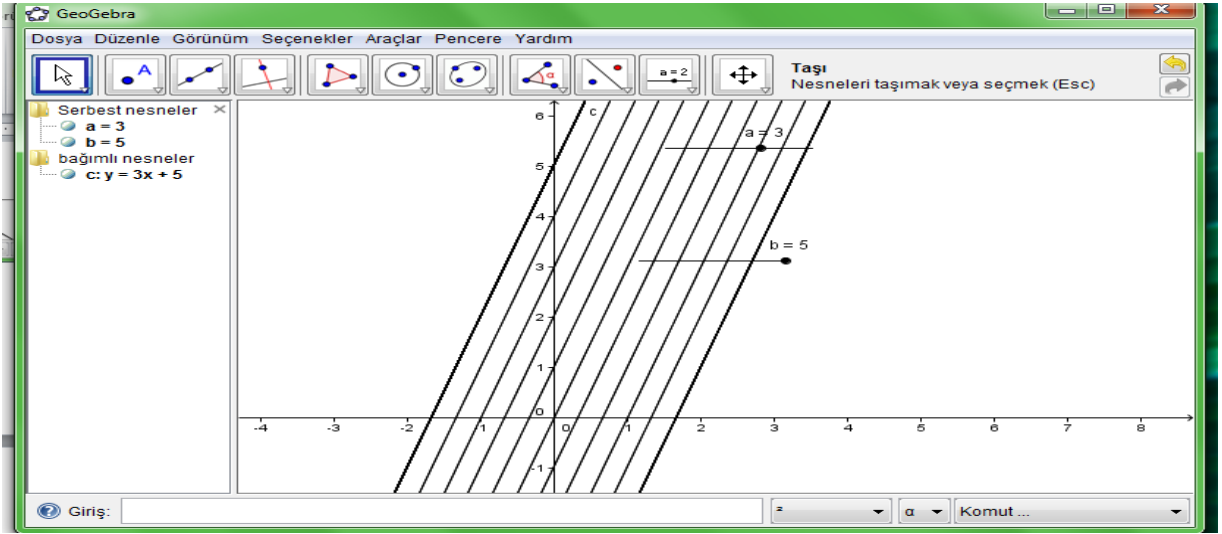 GeoGebra
Dosya Düzenle Görünüm Seçenekler Araçlar Pencere Yardım
A
α
a = 2
Taşı
Nesneleri taşımak veya seçmek (Esc)
Serbest nesneler
a = 3
b = 5
bağımlı nesneler
c: y = 3x + 5
c
a = 3
b = 5
6
5
4
3
2
1
0
-1
-4 -3 -2 1 0 1 2 3 4 5 6 7 8
Giriş:
² α Komut ...